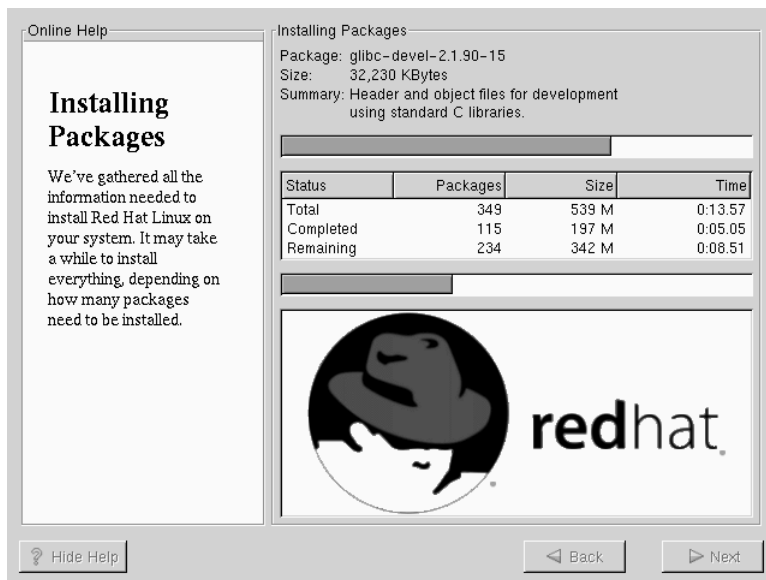 Online Help
Installing
Packages
We've gathered all the
information needed to
install Red Hat Linux on
your system. It may take
a while to install
everything, depending on
how many packages
need to be installed.
Installing Packages
Package: glibc-devel-2.1.90-15
Size: 32,230 KBytes
Summary: Header and object files for development
using standard C libraries.
Status Packages Size Time
Total 349 539 M 0:13.57
Completed 115 197 M 0:05.05
Remaining 234 342 M 0:08.51
redhat.
Hide Help
Back
Next